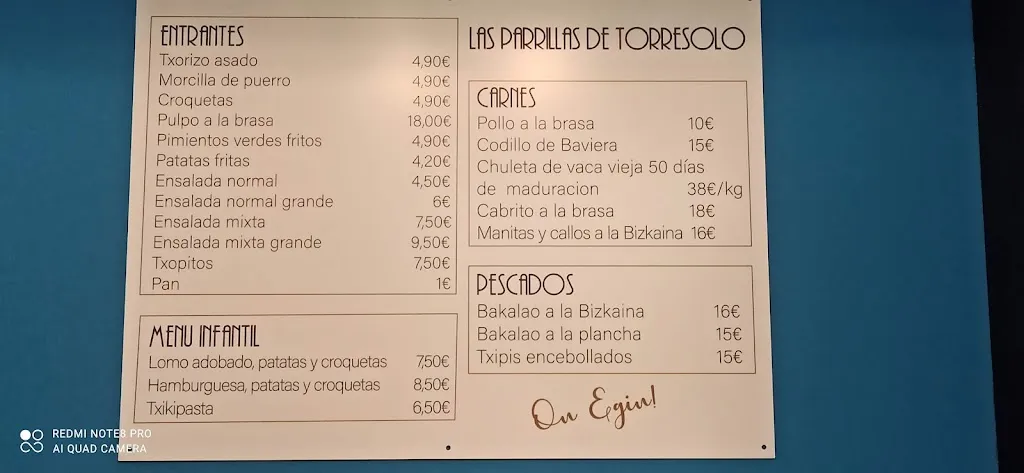 ENTRANTES
Txorizo asado 4,90€
Morcilla de puerro 4,90€
Croquetas 4,90€
Pulpo a la brasa 18,00€
Pimientos verdes fritos 4,90€
Patatas fritas 4,20€
Ensalada normal 4,50€
Ensalada normal grande 6€
Ensalada mixta 7,50€
Ensalada mixta grande 9,50€
Txopitos 7,50€
Pan 1€
MENU INFANTIL
Lomo adobado, patatas y croquetas 7,50€
Hamburguesa, patatas y croquetas 8,50€
Txikipasta 6,50€
LAS PARRILLAS DE TORRESOLO
CARNES
Pollo a la brasa 10€
Codillo de Baviera 15€
Chuleta de vaca vieja 50 días
de maduracion 38€/kg
Cabrito a la brasa 18€
Manitas y callos a la Bizkaina 16€
PESCADOS
Bakalao a la Bizkaina 16€
Bakalao a la plancha 15€
Txipis encebollados 15€
On Egin!
REDMI NOTE 8 PRO
AI QUAD CAMERA